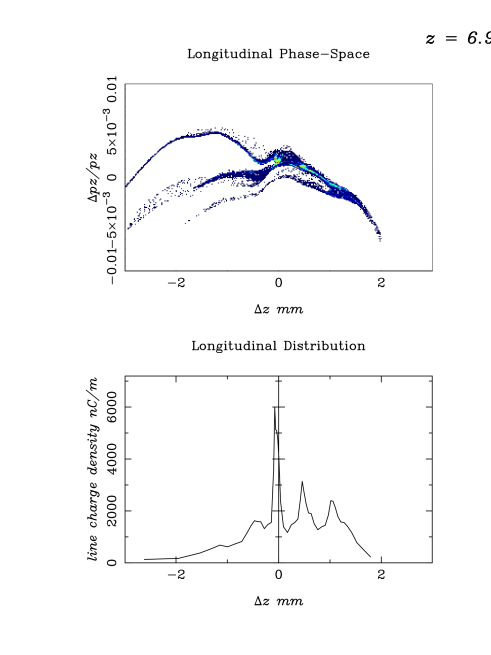 z = 6.9
Longitudinal Phase-Space
Δpz/pz
-0.01 -5×10⁻³ 0 5×10⁻³ 0.01
-2 0 2
Δz mm
Longitudinal Distribution
line charge density nC/m
0 2000 4000 6000
-2 0 2
Δz mm